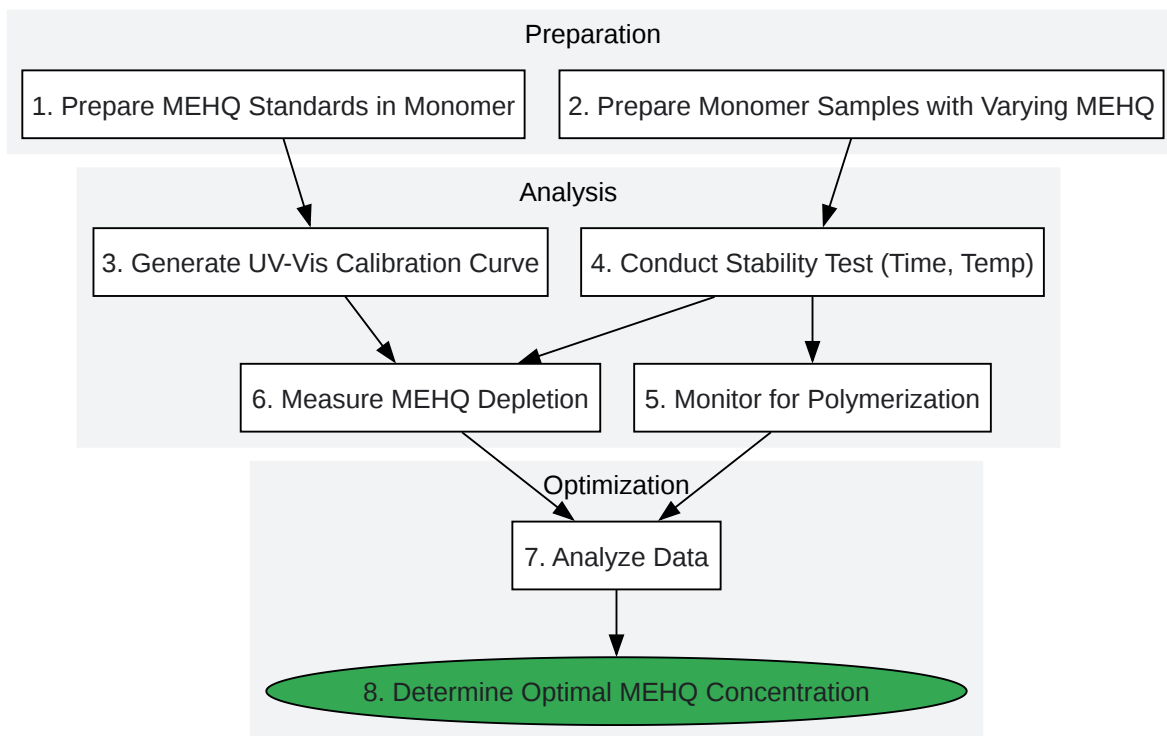 Preparation
1. Prepare MEHQ Standards in Monomer
2. Prepare Monomer Samples with Varying MEHQ
Analysis
3. Generate UV-Vis Calibration Curve
4. Conduct Stability Test (Time, Temp)
6. Measure MEHQ Depletion
5. Monitor for Polymerization
Optimization
7. Analyze Data
8. Determine Optimal MEHQ Concentration